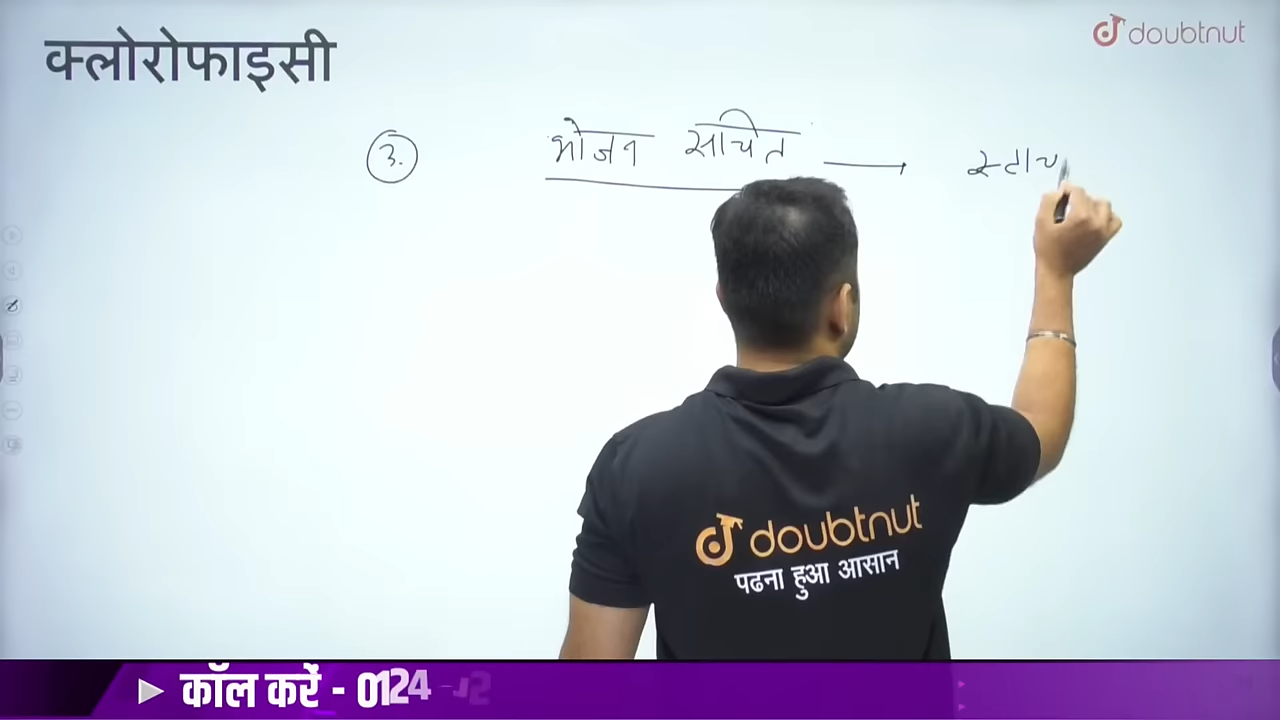 क्लोरोफाइसी
doubtnut
3. भोजन संचित → स्टाच
doubtnut
पढना हुआ आसान
कॉल करें - 0124